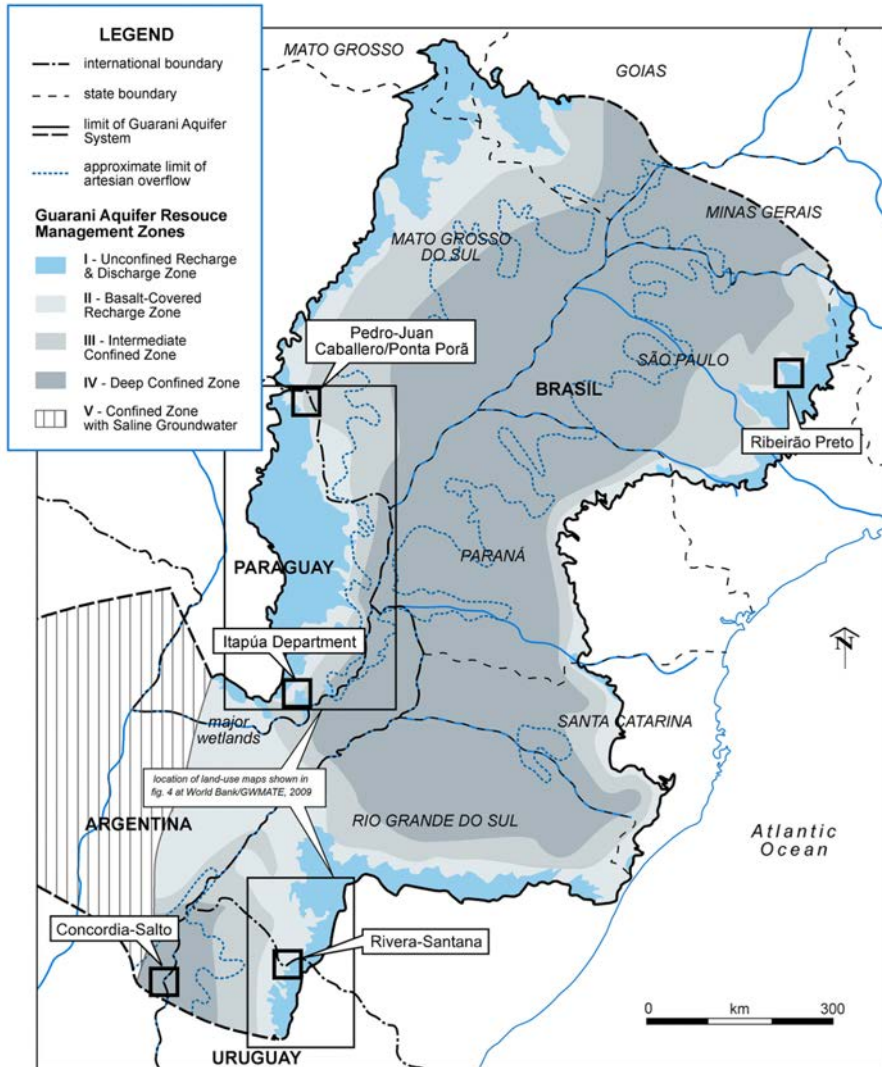 LEGEND
international boundary
state boundary
limit of Guarani Aquifer
System
approximate limit of
artesian overflow
Guarani Aquifer Resouce
Management Zones
I - Unconfined Recharge
& Discharge Zone
II - Basalt-Covered
Recharge Zone
III - Intermediate
Confined Zone
IV - Deep Confined Zone
V - Confined Zone
with Saline Groundwater
MATO GROSSO
GOIAS
MINAS GERAIS
MATO GROSSO
DO SUL
Pedro-Juan
Caballero/Ponta Porã
SÃO PAULO
BRASIL
Ribeirão Preto
PARANÁ
PARAGUAY
Itapúa Department
N
major
wetlands
SANTA CATARINA
location of land-use maps shown in
fig. 4 at World Bank/GWMATE, 2009
ARGENTINA
RIO GRANDE DO SUL
Atlantic
Ocean
Concordia-Salto
Rivera-Santana
0 km 300
URUGUAY